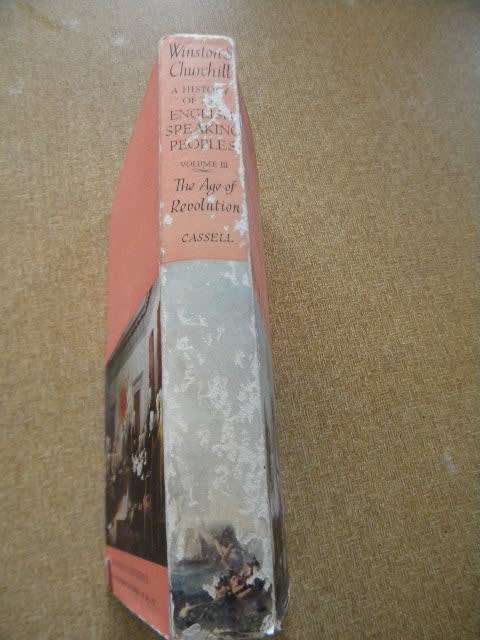 Winston S
Churchill
A HISTORY
OF THE
ENGLISH
SPEAKING
PEOPLES
VOLUME III
The Age of
Revolution
CASSELL